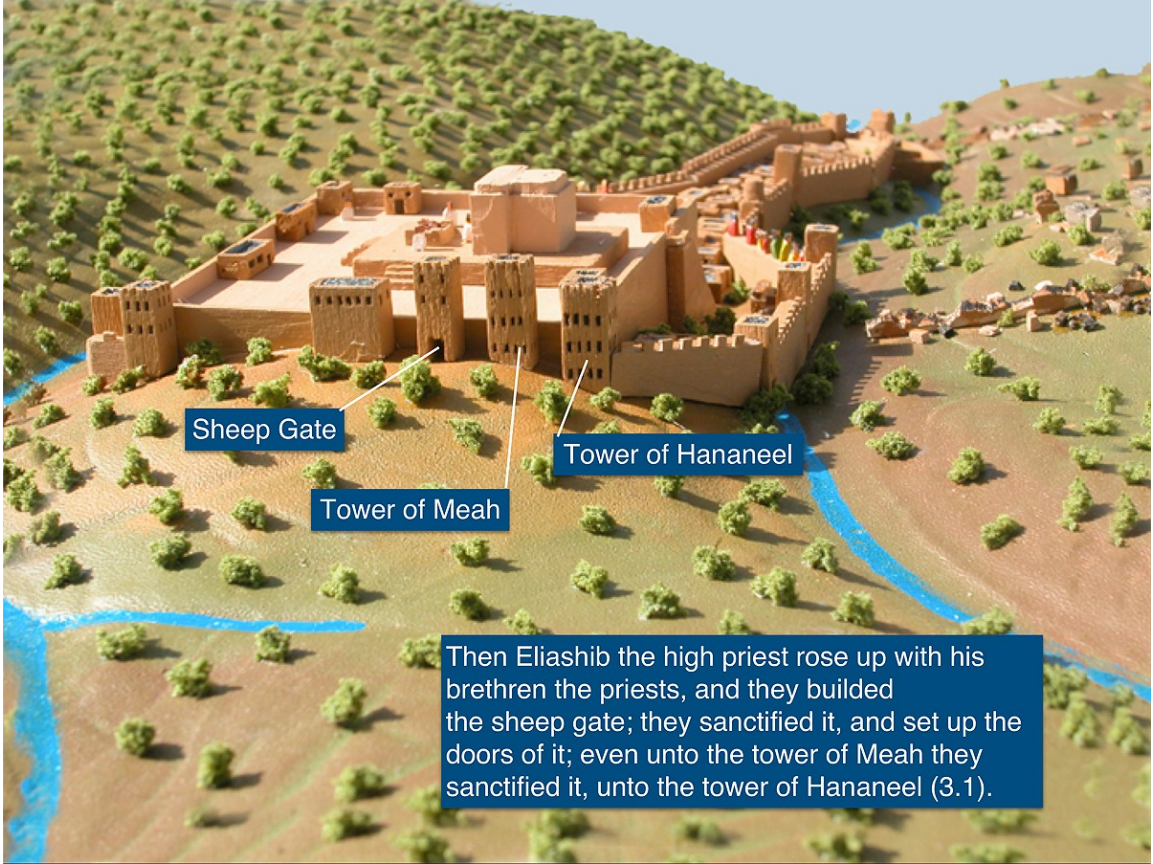 Sheep Gate
Tower of Hananeel
Tower of Meah
Then Eliashib the high priest rose up with his
brethren the priests, and they builded
the sheep gate; they sanctified it, and set up the
doors of it; even unto the tower of Meah they
sanctified it, unto the tower of Hananeel (3.1).